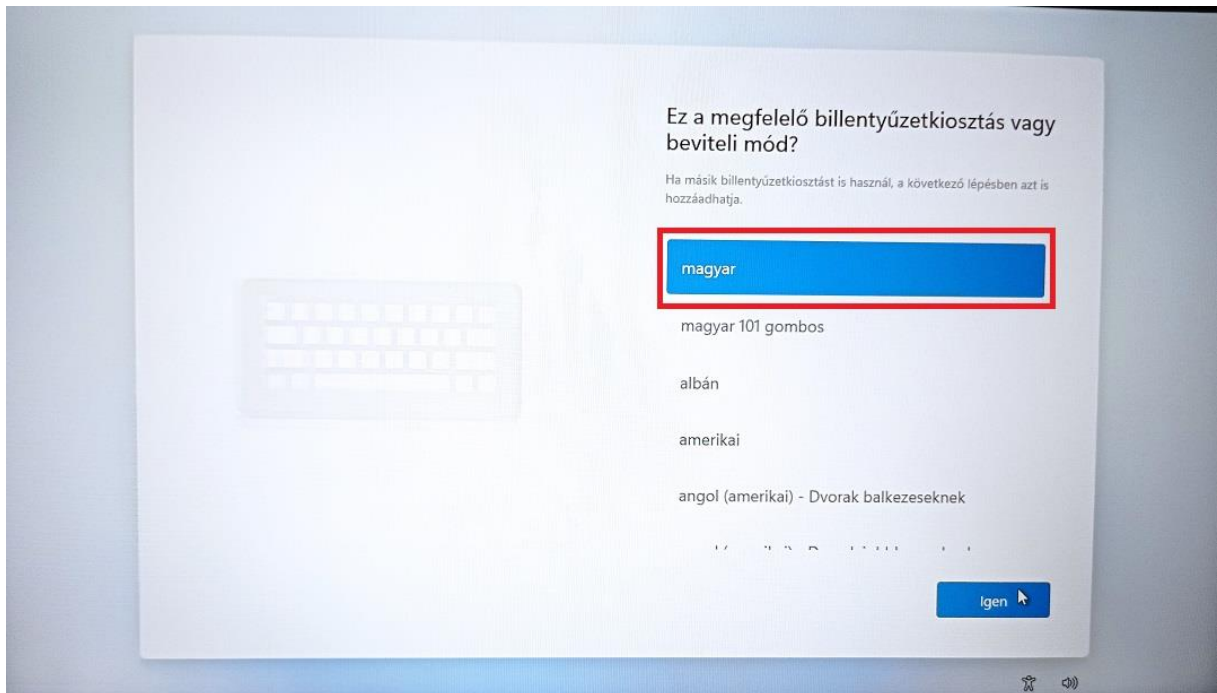 Ez a megfelelő billentyűzetkiosztás vagy
beviteli mód?
Ha másik billentyűzetkiosztást is használ, a következő lépésben azt is
hozzáadhatja.
magyar
magyar 101 gombos
albán
amerikai
angol (amerikai) - Dvorak balkezeseknek
Igen